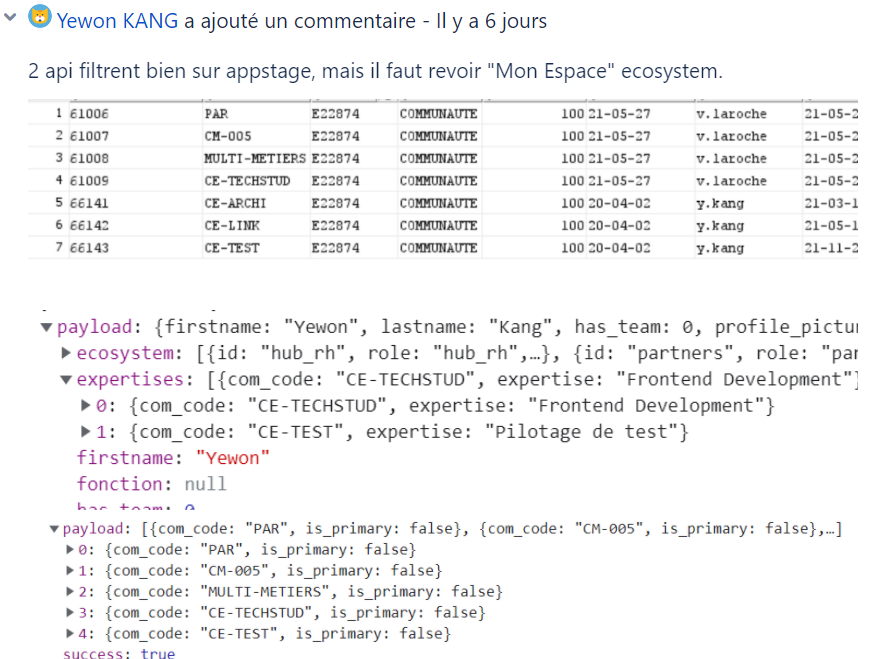 Yewon KANG a ajouté un commentaire - Il y a 6 jours
2 api filtrent bien sur appstage, mais il faut revoir "Mon Espace" ecosystem.
1 61006 PAR E22874 COMMUNAUTE 100 21-05-27 v.laroche 21-05-2
2 61007 CM-005 E22874 COMMUNAUTE 100 21-05-27 v.laroche 21-05-2
3 61008 MULTI-METIERS E22874 COMMUNAUTE 100 21-05-27 v.laroche 21-05-2
4 61009 CE-TECHSTUD E22874 COMMUNAUTE 100 21-05-27 v.laroche 21-05-2
5 66141 CE-ARCHI E22874 COMMUNAUTE 100 20-04-02 y.kang 21-03-1
6 66142 CE-LINK E22874 COMMUNAUTE 100 20-04-02 y.kang 21-05-1
7 66143 CE-TEST E22874 COMMUNAUTE 100 20-04-02 y.kang 21-11-2
payload: {firstname: "Yewon", lastname: "Kang", has_team: 0, profile_pictu
ecosystem: [{id: "hub_rh", role: "hub_rh",…}, {id: "partners", role: "par
expertises: [{com_code: "CE-TECHSTUD", expertise: "Frontend Development"}
0: {com_code: "CE-TECHSTUD", expertise: "Frontend Development"}
1: {com_code: "CE-TEST", expertise: "Pilotage de test"}
firstname: "Yewon"
fonction: null
has_team: 0
payload: [{com_code: "PAR", is_primary: false}, {com_code: "CM-005", is_primary: false},…]
0: {com_code: "PAR", is_primary: false}
1: {com_code: "CM-005", is_primary: false}
2: {com_code: "MULTI-METIERS", is_primary: false}
3: {com_code: "CE-TECHSTUD", is_primary: false}
4: {com_code: "CE-TEST", is_primary: false}
success: true